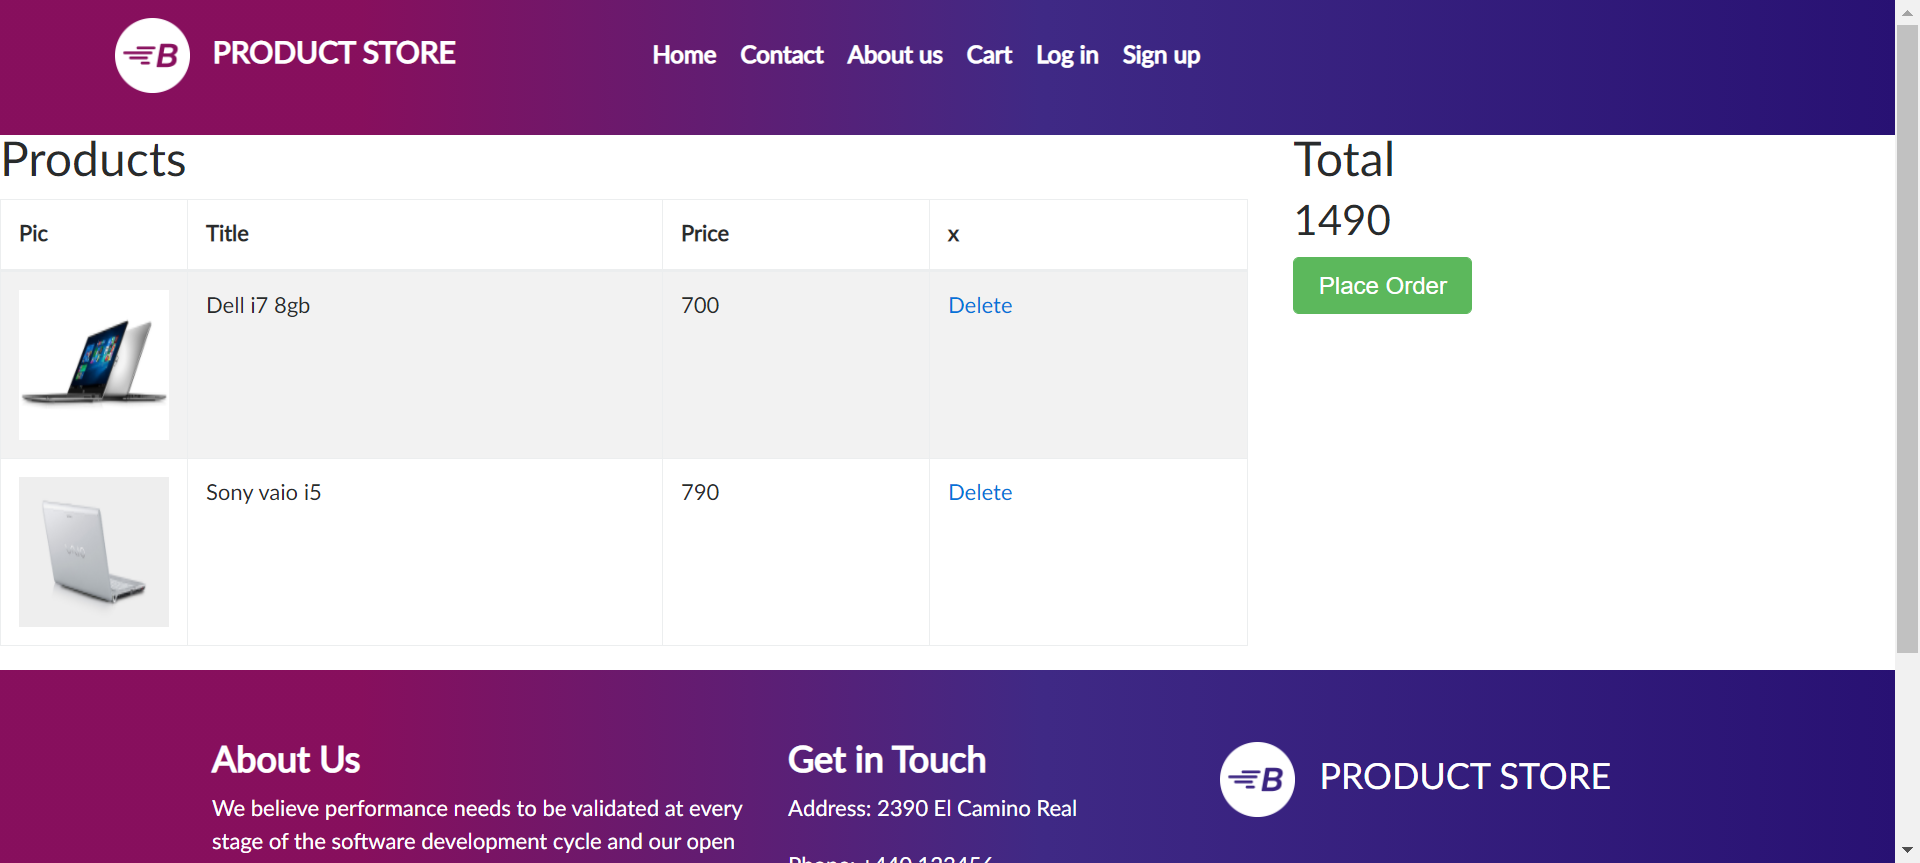 B PRODUCT STORE
Home Contact About us Cart Log in Sign up
Products
Pic Title Price x
Dell i7 8gb 700 Delete
Sony vaio i5 790 Delete
Total
1490
Place Order
About Us
We believe performance needs to be validated at every
stage of the software development cycle and our open
Get in Touch
Address: 2390 El Camino Real
Phone: +440 123456
B PRODUCT STORE